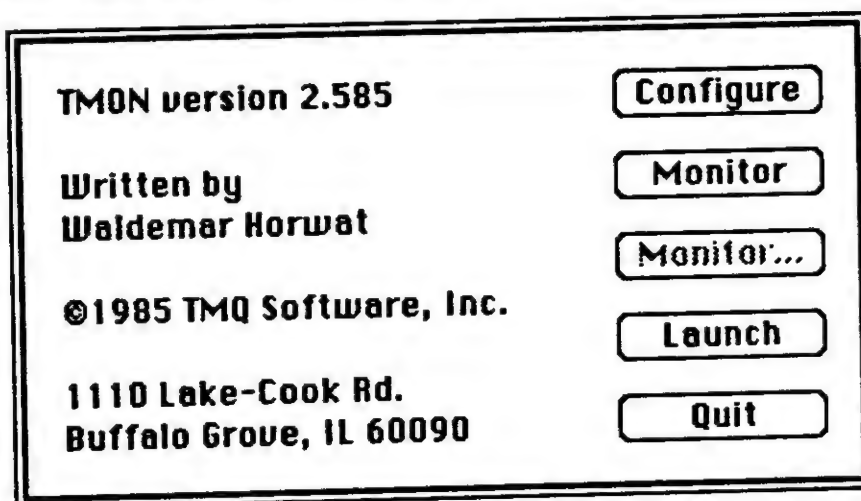 TMON version 2.585
Written by
Waldemar Horwat
©1985 TMQ Software, Inc.
1110 Lake-Cook Rd.
Buffalo Grove, IL 60090
Configure
Monitor
Monitor...
Launch
Quit